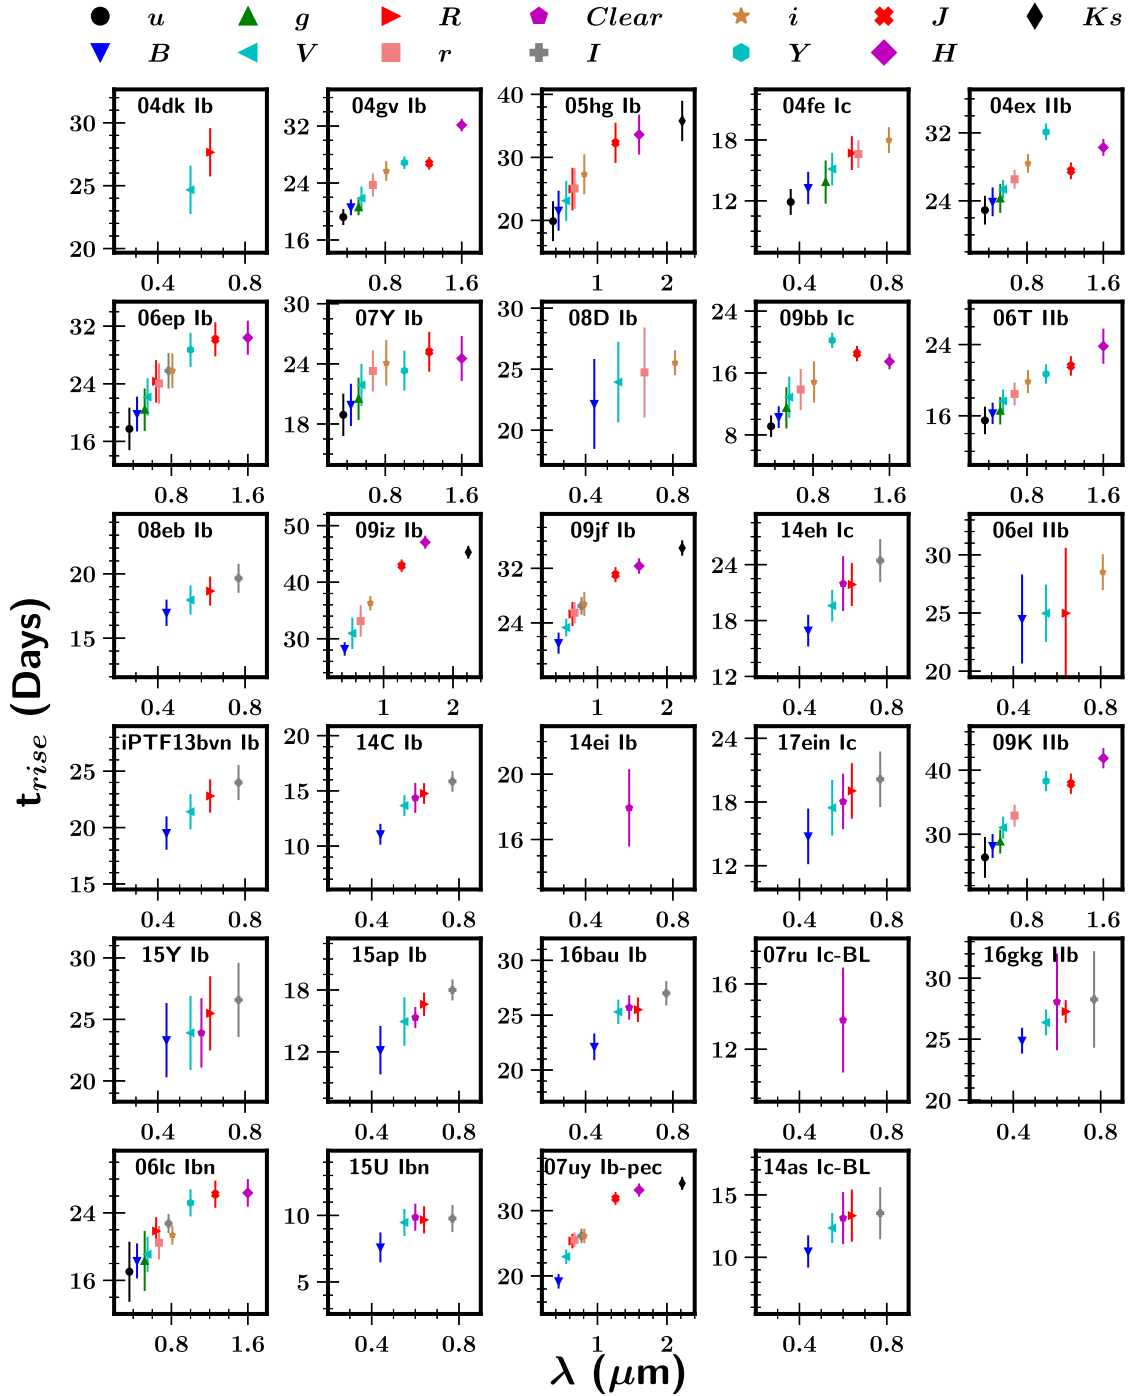 u g R Clear i J Ks
B V r I Y H
04dk Ib 04gv Ib 05hg Ib 04fe Ic 04ex IIb
30 25 20 0.4 0.8
32 24 16 0.8 1.6
40 30 20 1 2
18 12 0.4 0.8
32 24 0.8 1.6
06ep Ib 07Y Ib 08D Ib 09bb Ic 06T IIb
32 24 16 0.8 1.6
30 24 18 0.8 1.6
30 25 20 0.4 0.8
24 16 8 0.8 1.6
24 16 0.8 1.6
08eb Ib 09iz Ib 09jf Ib 14eh Ic 06el IIb
20 15 0.4 0.8
50 40 30 1 2
32 24 1 2
24 18 12 0.4 0.8
30 25 20 0.4 0.8
t_rise (Days)
iPTF13bvn Ib 14C Ib 14ei Ib 17ein Ic 09K IIb
25 20 15 0.4 0.8
20 15 10 0.4 0.8
20 16 0.4 0.8
24 18 12 0.4 0.8
40 30 0.8 1.6
15Y Ib 15ap Ib 16bau Ib 07ru Ic-BL 16gkg IIb
30 25 20 0.4 0.8
18 12 0.4 0.8
30 25 20 0.4 0.8
16 12 0.4 0.8
30 25 20 0.4 0.8
06lc Ibn 15U Ibn 07uy Ib-pec 14as Ic-BL
24 16 0.8 1.6
10 5 0.4 0.8
30 20 1 2
15 10 0.4 0.8
λ (μm)